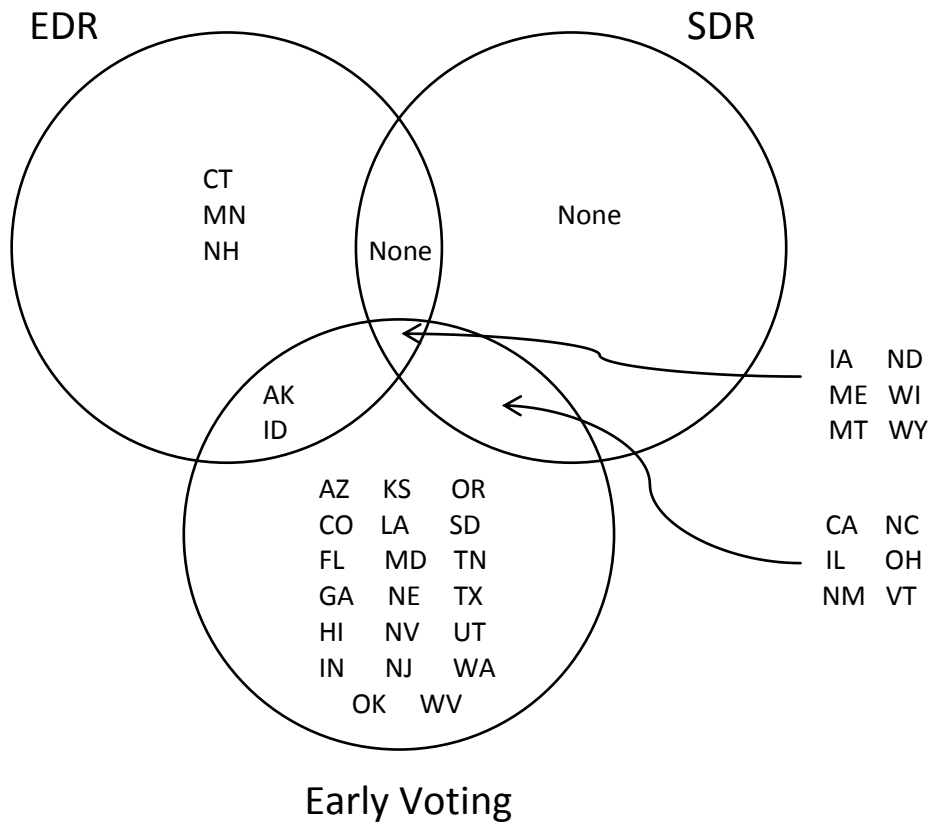 EDR
SDR
CT
MN
NH
None
None
AK
ID
IA ND
ME WI
MT WY
AZ KS OR
CO LA SD
FL MD TN
GA NE TX
HI NV UT
IN NJ WA
OK WV
CA NC
IL OH
NM VT
Early Voting